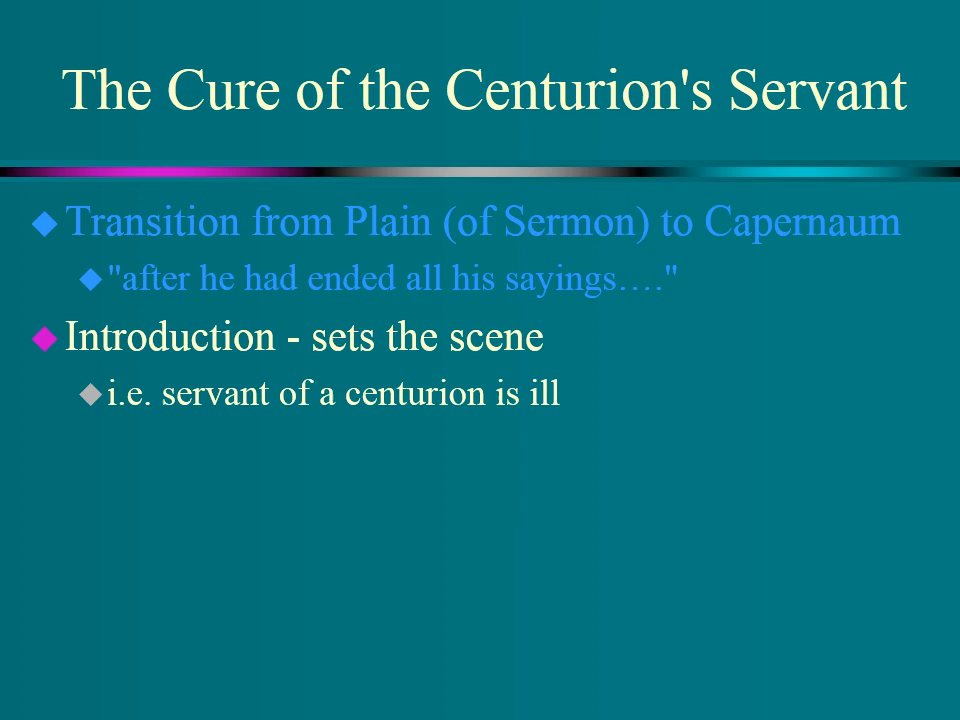 The Cure of the Centurion's Servant
Transition from Plain (of Sermon) to Capernaum
"after he had ended all his sayings…."
Introduction - sets the scene
i.e. servant of a centurion is ill